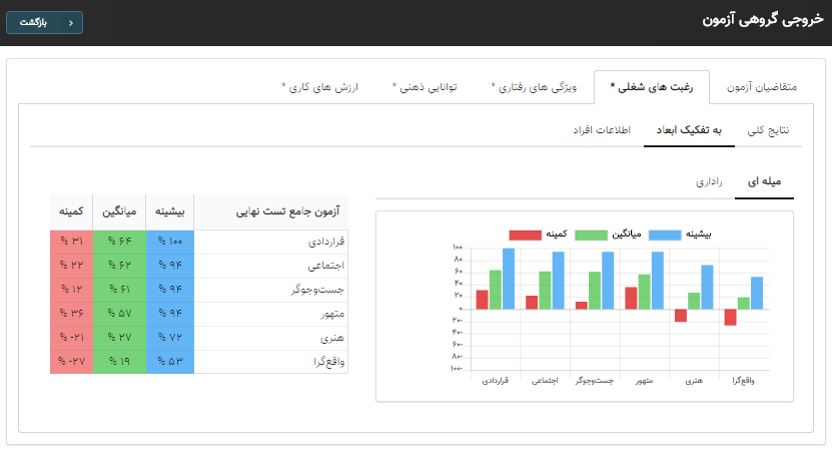 خروجی گروهی آزمون
بازگشت
متقاضیان آزمون
رغبت های شغلی *
ویژگی های رفتاری *
توانایی ذهنی *
ارزش های کاری *
نتایج کلی
به تفکیک ابعاد
اطلاعات افراد
میله ای
راداری
بیشینه میانگین کمینه
۱۰۰
۸۰
۶۰
۴۰
۲۰
۰
۲۰-
۴۰-
۶۰-
۸۰-
۱۰۰-
قراردادی اجتماعی جست‌وجوگر متهور هنری واقع‌گرا
آزمون جامع تست نهایی بیشینه میانگین کمینه
قراردادی ۱۰۰ % ۶۴ % ۳۱ %
اجتماعی ۹۴ % ۶۲ % ۲۲ %
جست‌وجوگر ۹۴ % ۶۱ % ۱۲ %
متهور ۹۴ % ۵۷ % ۳۶ %
هنری ۷۲ % ۲۷ % ۲۱- %
واقع‌گرا ۵۳ % ۱۹ % ۲۷- %